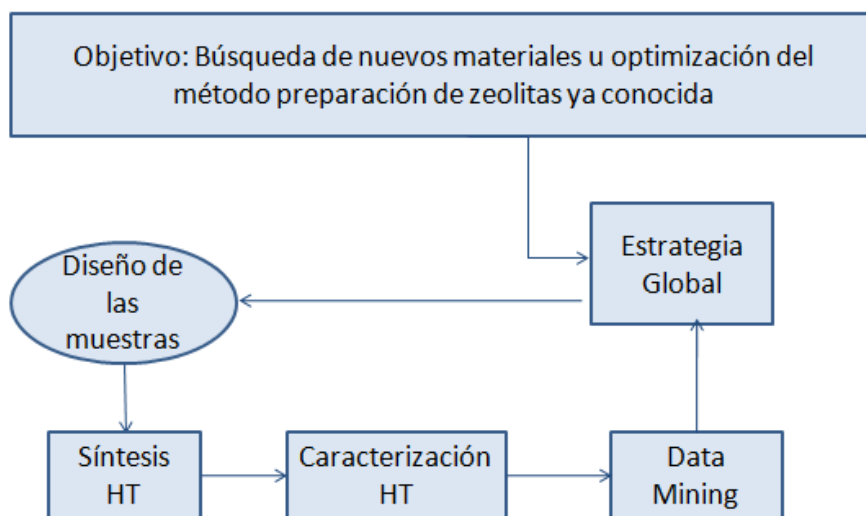 Objetivo: Búsqueda de nuevos materiales u optimización del
método preparación de zeolitas ya conocida
Estrategia
Global
Diseño de
las
muestras
Síntesis
HT
Caracterización
HT
Data
Mining